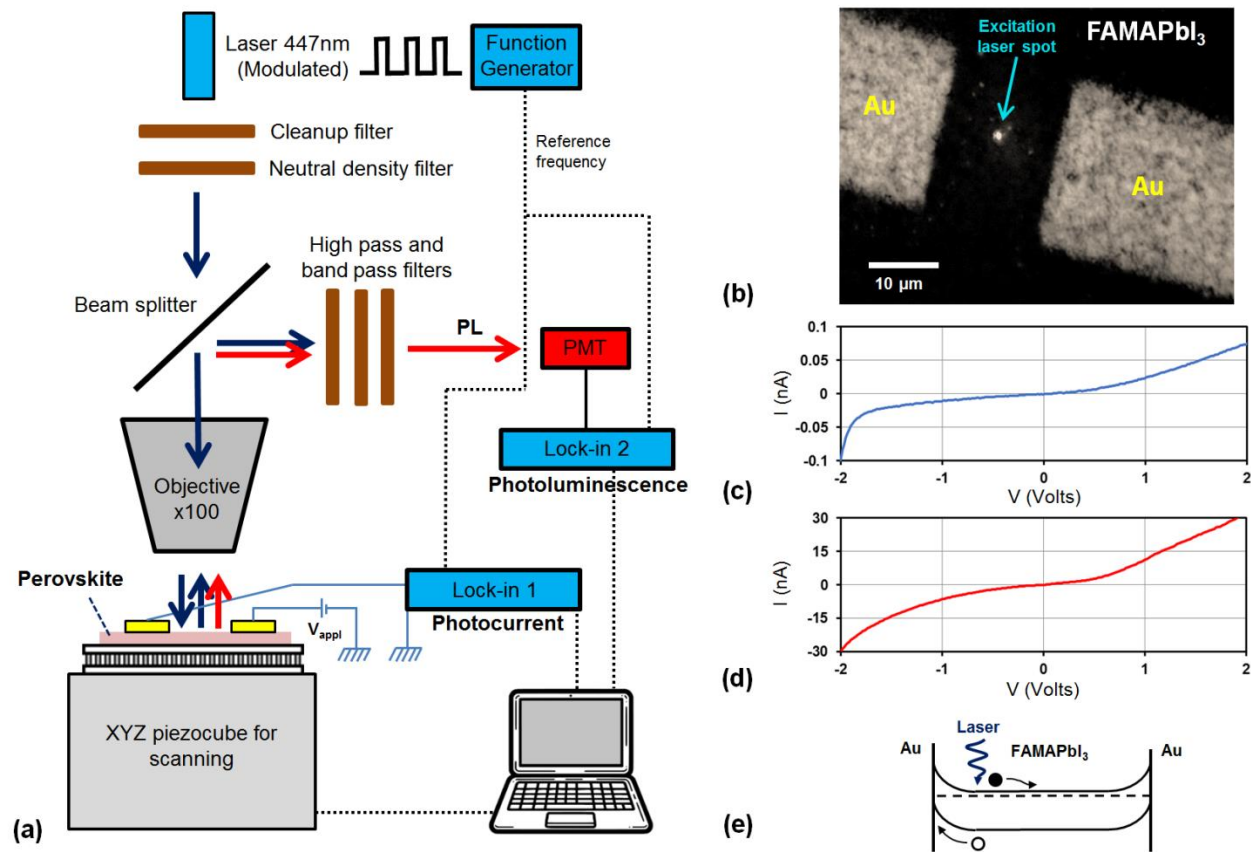 Laser 447nm
(Modulated)
Function
Generator
Cleanup filter
Neutral density filter
Reference
frequency
High pass and
band pass filters
Beam splitter
PL
PMT
Lock-in 2
Photoluminescence
Objective
x100
Perovskite
Lock-in 1
Photocurrent
Vappl
XYZ piezocube for
scanning
(a)
Excitation
laser spot
FAMAPbI3
Au
Au
10 µm
(b)
0.1
0.05
0
-0.05
-0.1
I (nA)
-2
-1
0
1
2
V (Volts)
(c)
30
15
0
-15
-30
I (nA)
-2
-1
0
1
2
V (Volts)
(d)
Laser
Au
FAMAPbI3
Au
(e)